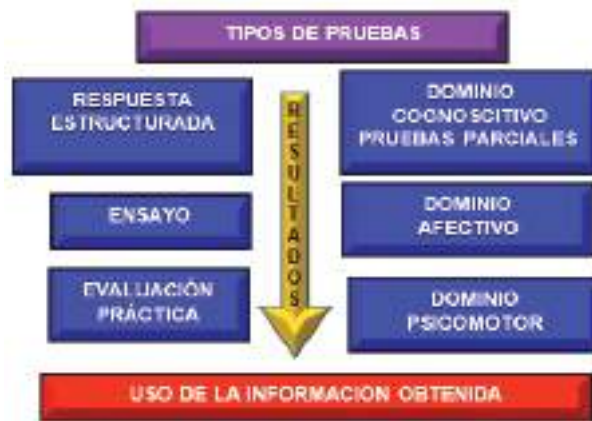 TIPOS DE PRUEBAS
RESPUESTA
ESTRUCTURADA
ENSAYO
EVALUACIÓN
PRÁCTICA
RESULTADOS
DOMINIO
COGNOSCITIVO
PRUEBAS PARCIALES
DOMINIO
AFECTIVO
DOMINIO
PSICOMOTOR
USO DE LA INFORMACION OBTENIDA